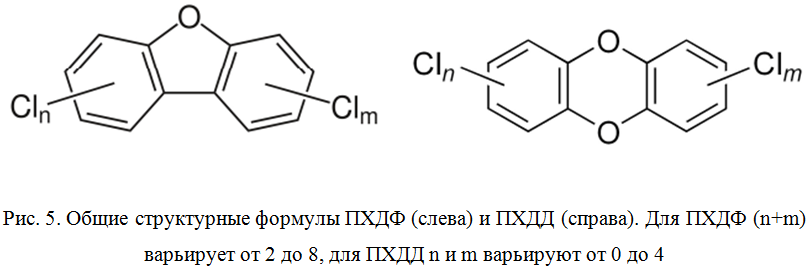 O
Cln
Clm
O
Cln
Clm
O
Рис. 5. Общие структурные формулы ПХДФ (слева) и ПХДД (справа). Для ПХДФ (n+m)
варьирует от 2 до 8, для ПХДД n и m варьируют от 0 до 4